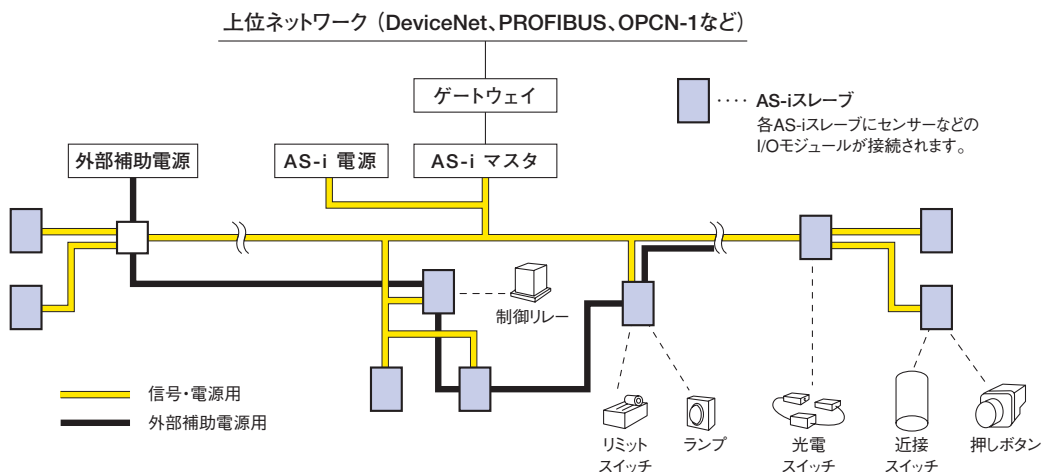 上位ネットワーク（DeviceNet、PROFIBUS、OPCN-1など）
ゲートウェイ
‥‥ AS-iスレーブ
各AS-iスレーブにセンサーなどの
I/Oモジュールが接続されます。
外部補助電源
AS-i 電源
AS-i マスタ
制御リレー
信号・電源用
外部補助電源用
リミット
スイッチ
ランプ
光電
スイッチ
近接
スイッチ
押しボタン